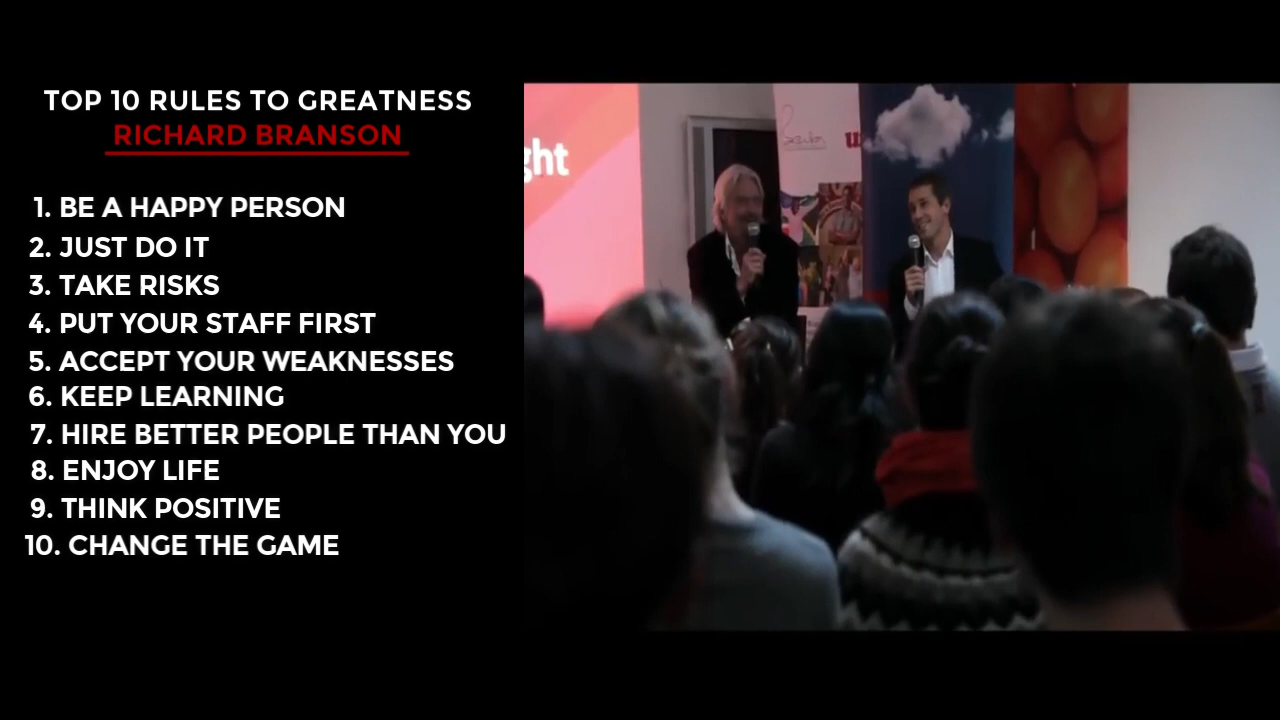 TOP 10 RULES TO GREATNESS
RICHARD BRANSON
1. BE A HAPPY PERSON
2. JUST DO IT
3. TAKE RISKS
4. PUT YOUR STAFF FIRST
5. ACCEPT YOUR WEAKNESSES
6. KEEP LEARNING
7. HIRE BETTER PEOPLE THAN YOU
8. ENJOY LIFE
9. THINK POSITIVE
10. CHANGE THE GAME
ght